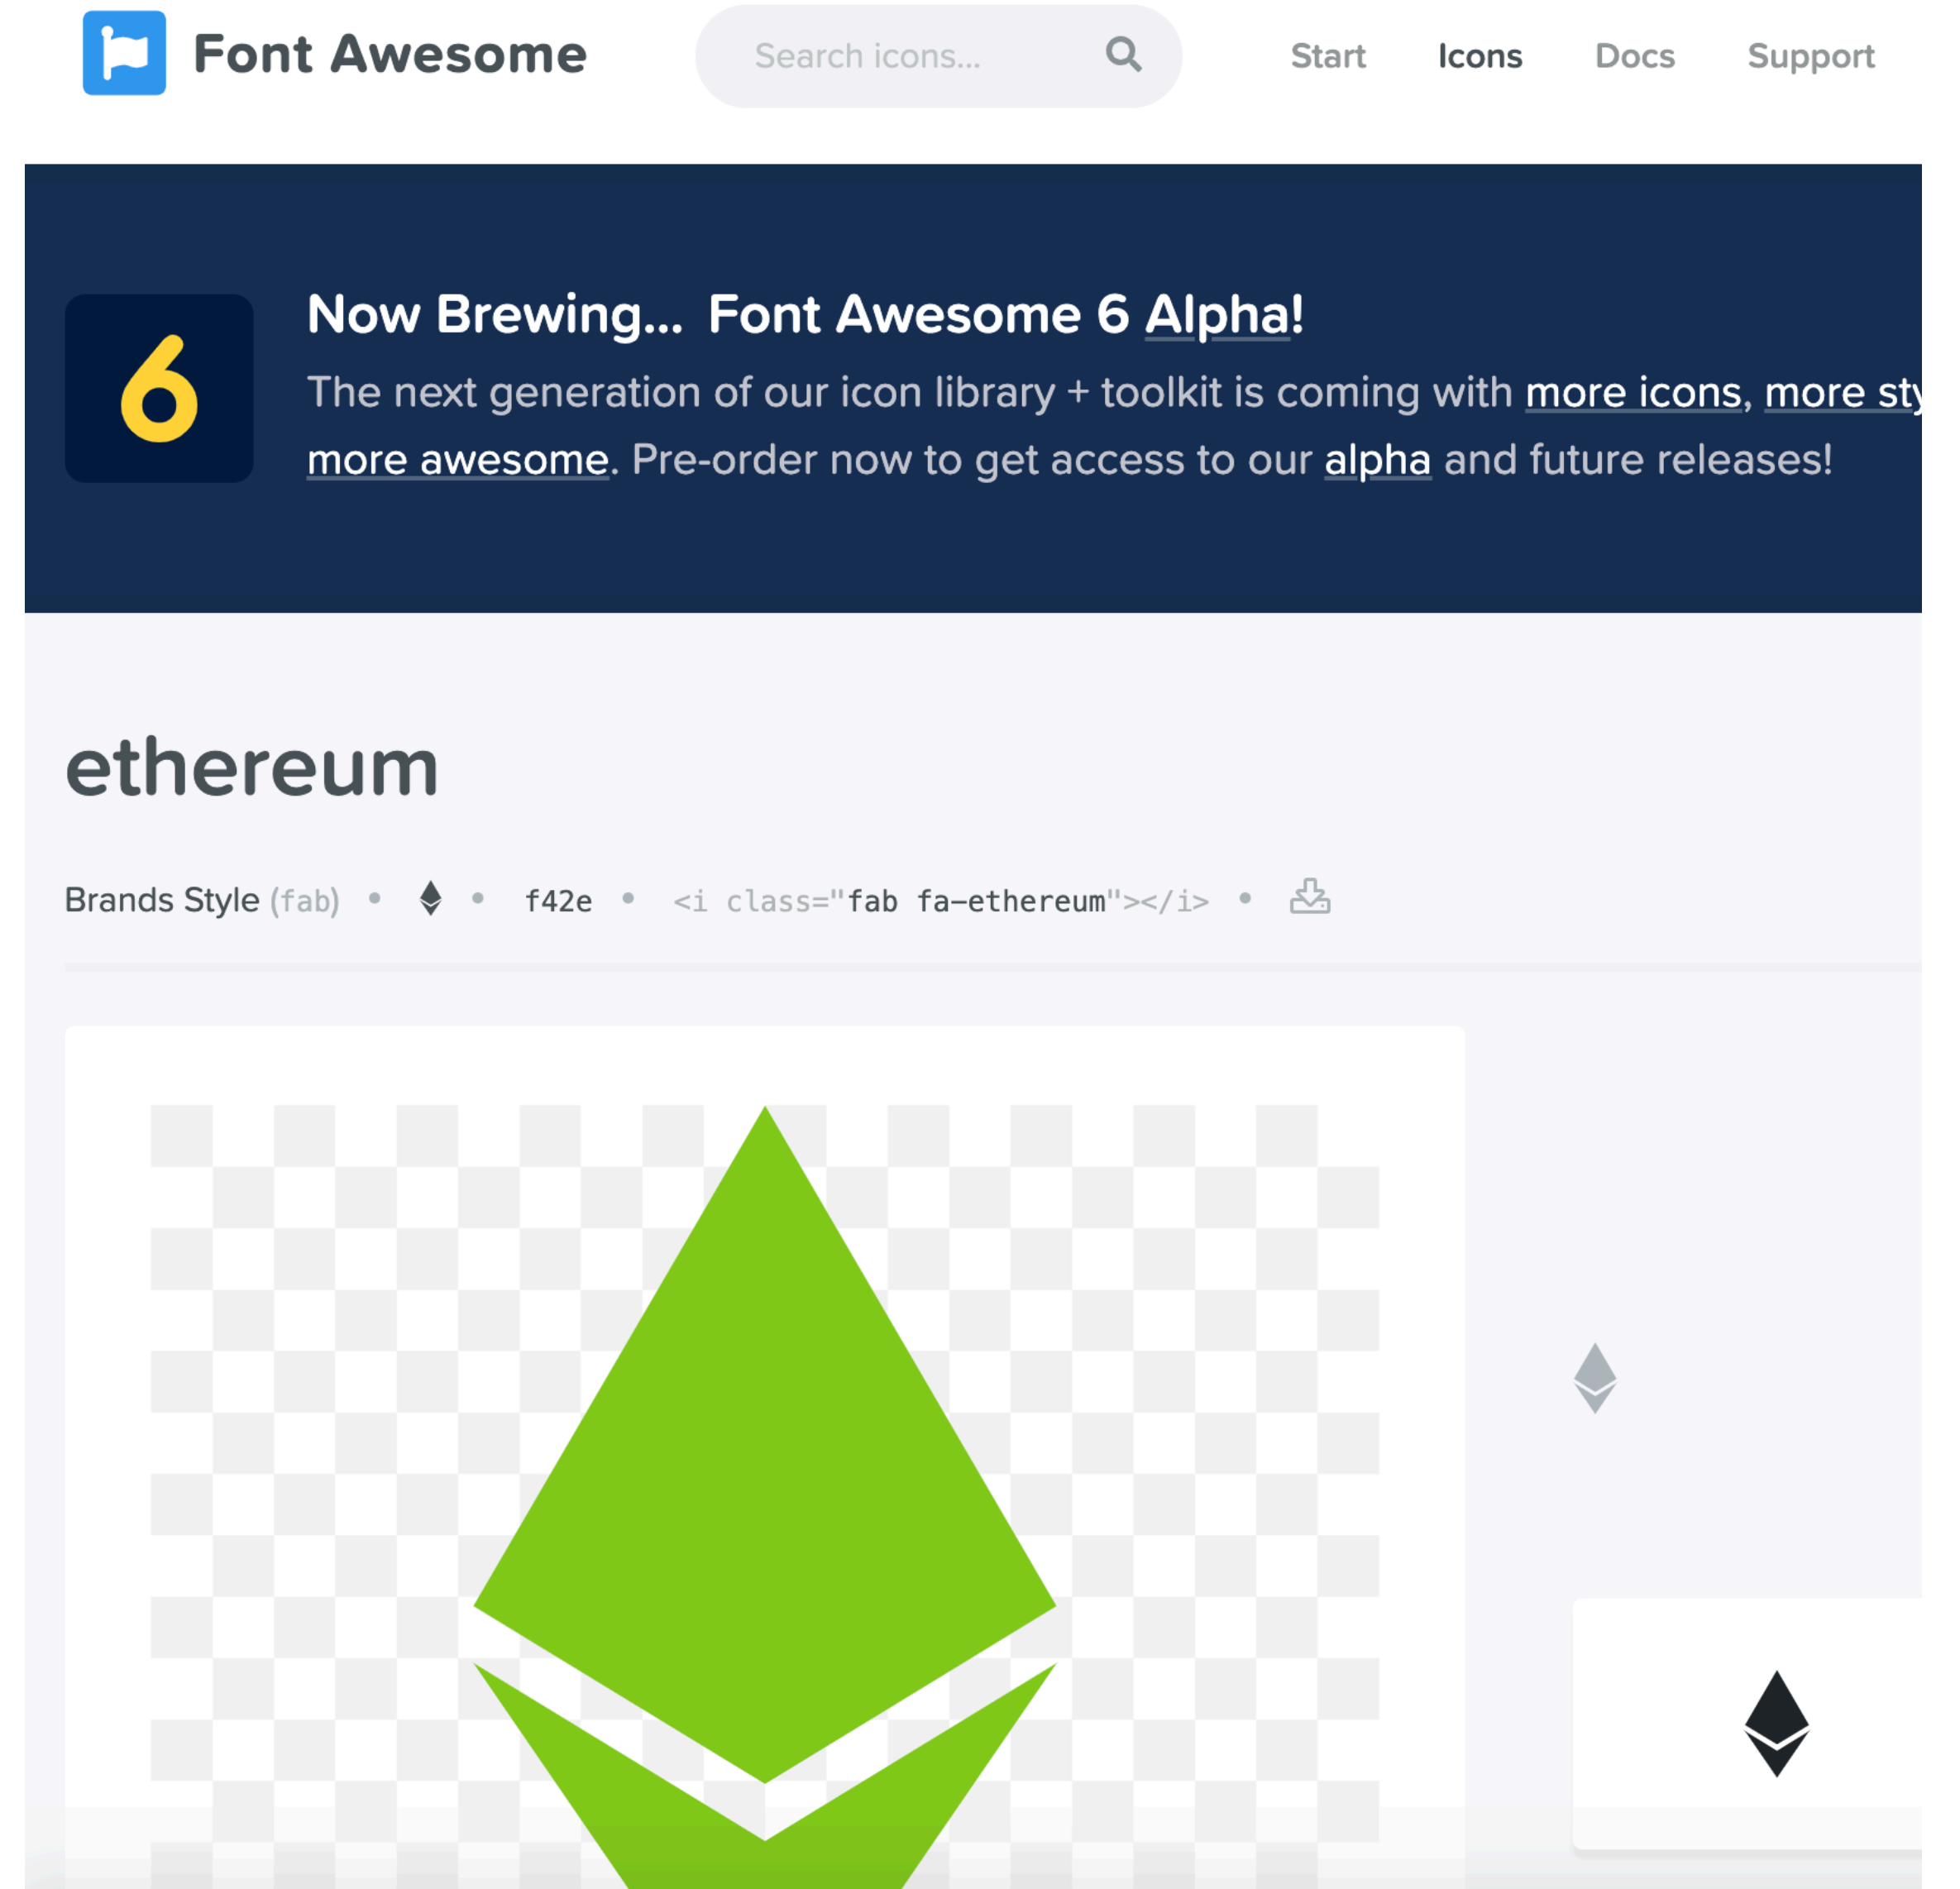 Font Awesome
Search icons...
Start Icons Docs Support
6
Now Brewing... Font Awesome 6 Alpha!
The next generation of our icon library + toolkit is coming with more icons, more
more awesome. Pre-order now to get access to our alpha and future releases!
ethereum
Brands Style (fab) • • f42e • <i class="fab fa-ethereum"></i> •